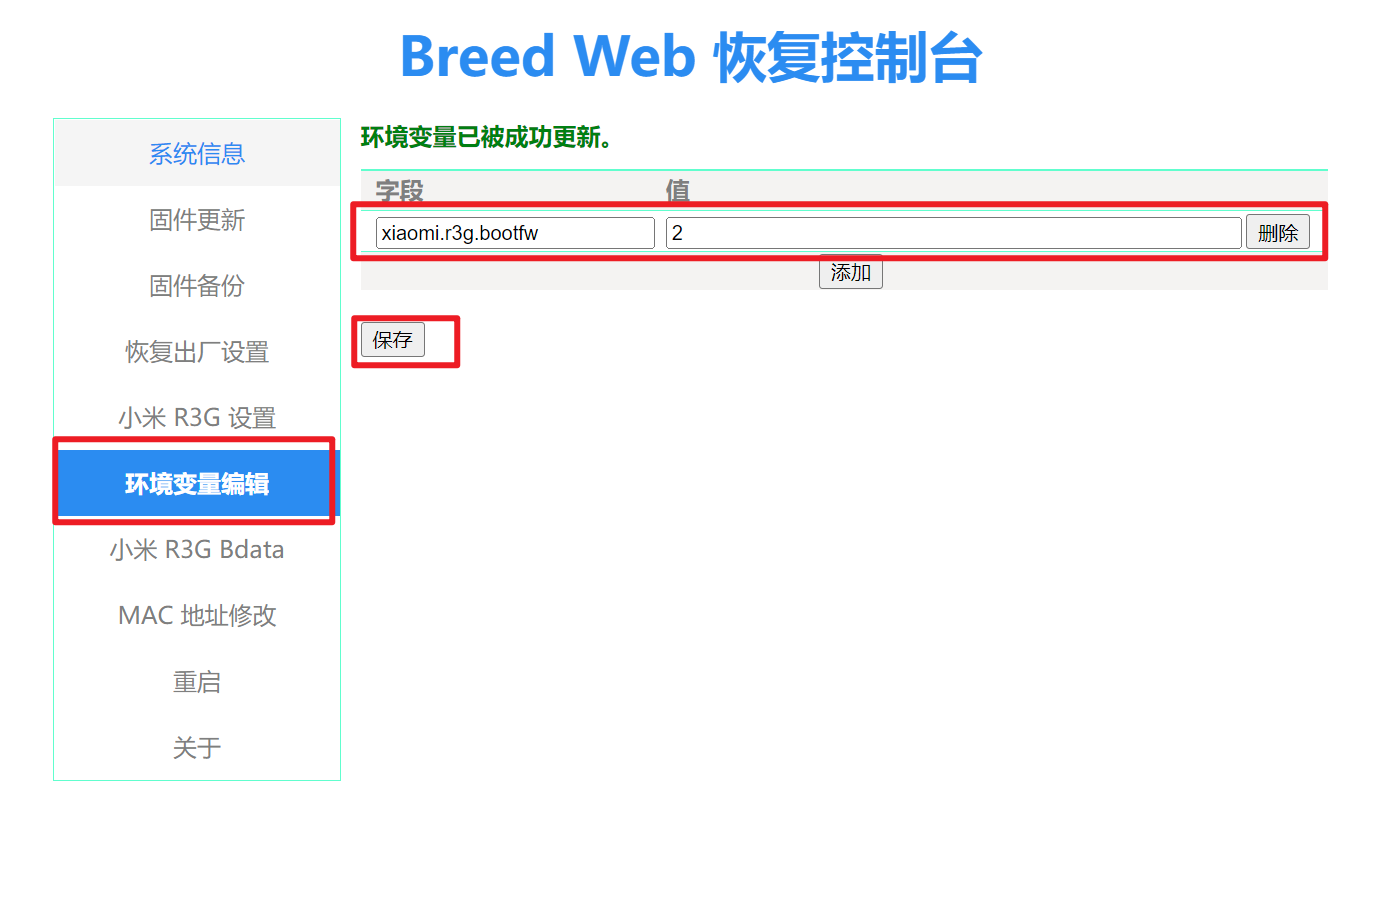 Breed Web 恢复控制台
系统信息
固件更新
固件备份
恢复出厂设置
小米 R3G 设置
环境变量编辑
小米 R3G Bdata
MAC 地址修改
重启
关于
环境变量已被成功更新。
字段 值
xiaomi.r3g.bootfw 2 删除
添加
保存